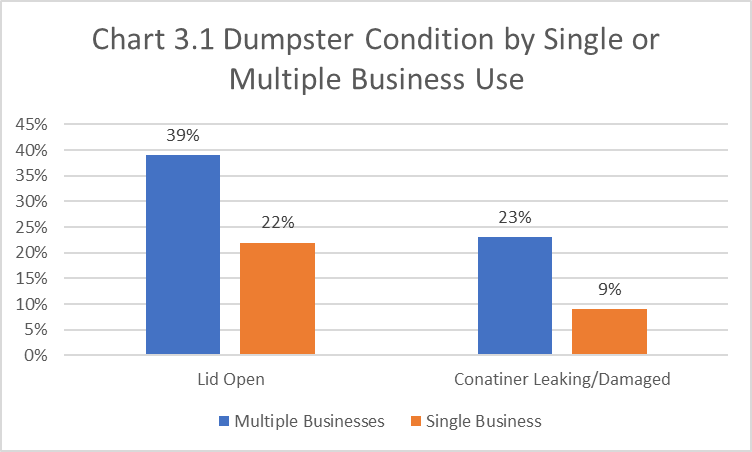 Chart 3.1 Dumpster Condition by Single or
Multiple Business Use
45%
40%
35%
30%
25%
20%
15%
10%
5%
0%
39%
22%
23%
9%
Lid Open
Conatiner Leaking/Damaged
Multiple Businesses
Single Business